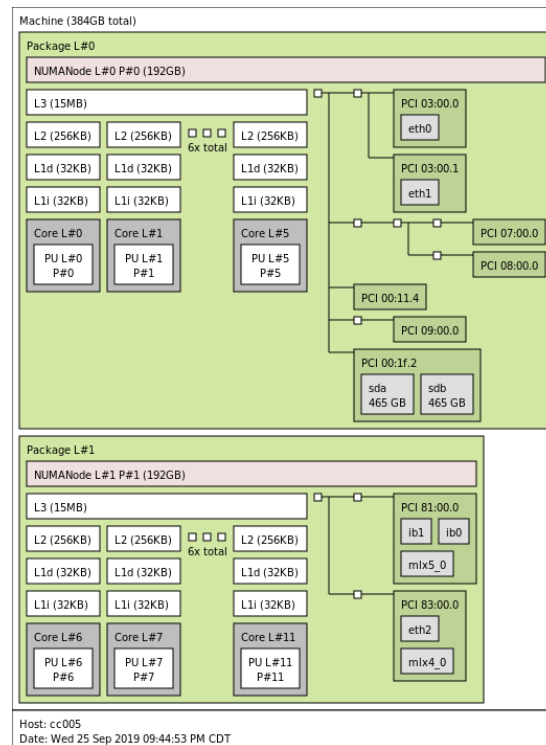 Machine (384GB total)
Package L#0
NUMANode L#0 P#0 (192GB)
L3 (15MB)
L2 (256KB) L2 (256KB) L2 (256KB)
6x total
L1d (32KB) L1d (32KB) L1d (32KB)
L1i (32KB) L1i (32KB) L1i (32KB)
Core L#0 Core L#1 Core L#5
PU L#0 PU L#1 PU L#5
P#0 P#1 P#5
PCI 03:00.0
eth0
PCI 03:00.1
eth1
PCI 07:00.0
PCI 08:00.0
PCI 00:11.4
PCI 09:00.0
PCI 00:1f.2
sda sdb
465 GB 465 GB
Package L#1
NUMANode L#1 P#1 (192GB)
L3 (15MB)
L2 (256KB) L2 (256KB) L2 (256KB)
6x total
L1d (32KB) L1d (32KB) L1d (32KB)
L1i (32KB) L1i (32KB) L1i (32KB)
Core L#6 Core L#7 Core L#11
PU L#6 PU L#7 PU L#11
P#6 P#7 P#11
PCI 81:00.0
ib1 ib0
mlx5_0
PCI 83:00.0
eth2
mlx4_0
Host: cc005
Date: Wed 25 Sep 2019 09:44:53 PM CDT